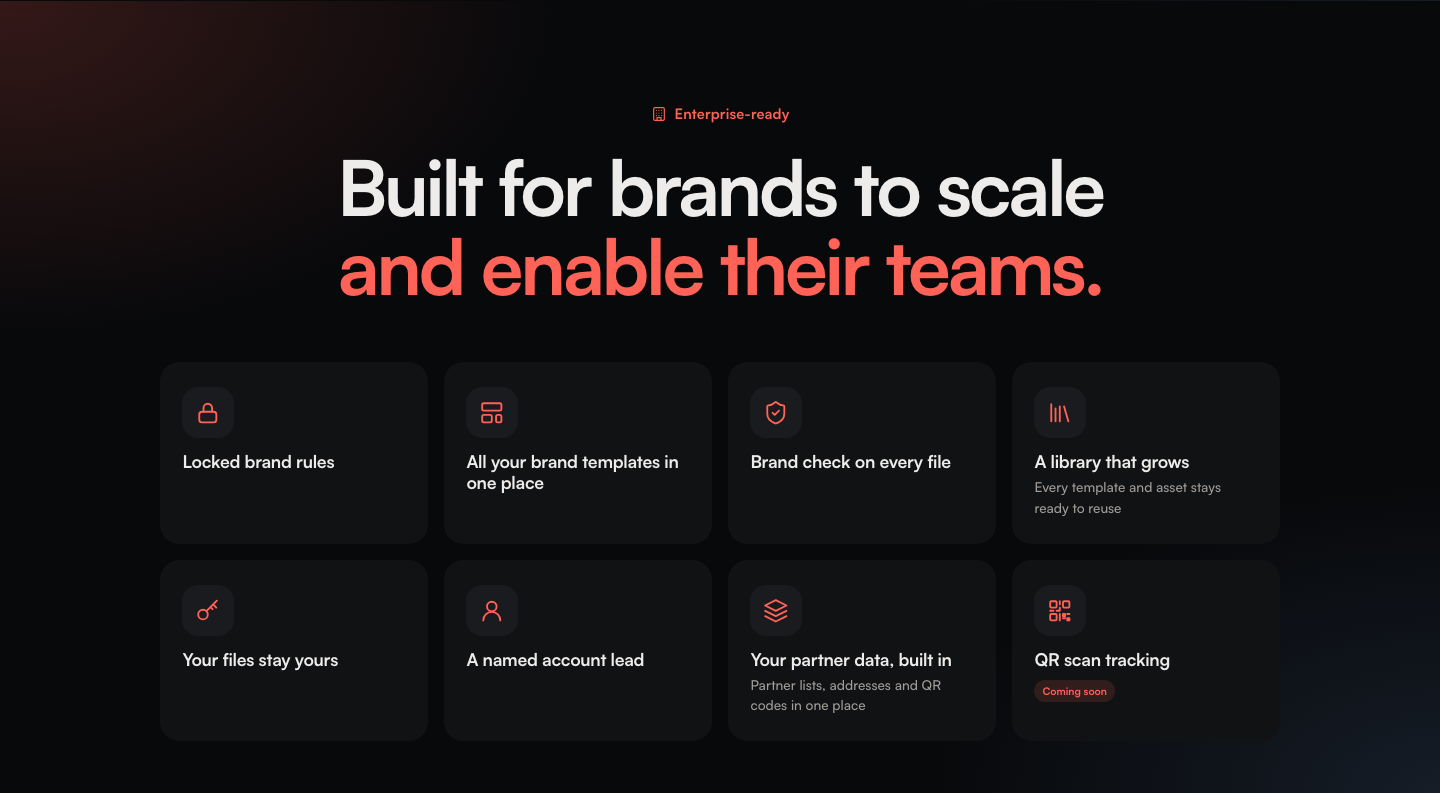 Enterprise-ready
Built for brands to scale
and enable their teams.
Locked brand rules
All your brand templates in
one place
Brand check on every file
A library that grows
Every template and asset stays
ready to reuse
Your files stay yours
A named account lead
Your partner data, built in
Partner lists, addresses and QR
codes in one place
QR scan tracking
Coming soon